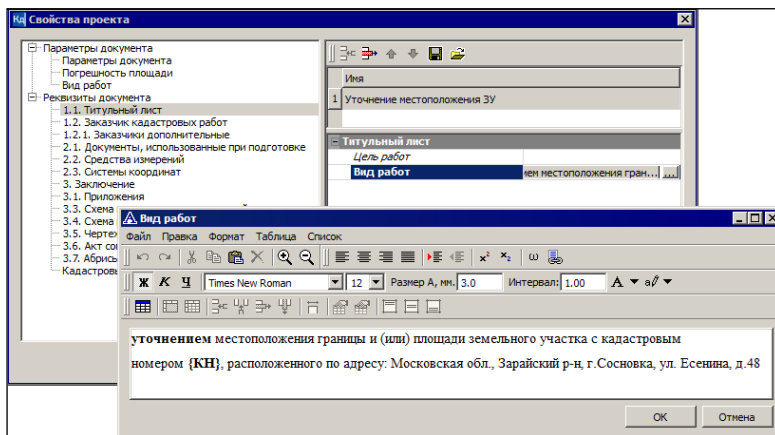 Кд Свойства проекта
Параметры документа
Параметры документа
Погрешность площади
Вид работ
Реквизиты документа
1.1. Титульный лист
1.2. Заказчик кадастровых работ
1.2.1. Заказчики дополнительные
2.1. Документы, использованные при подготовке
2.2. Средства измерений
2.3. Системы координат
3. Заключение
3.1. Приложения
3.3. Схема
3.4. Схема
3.5. Чертеж
3.6. Акт
3.7. Абрисы
Имя
1 Уточнение местоположения ЗУ
Титульный лист
Цель работ
Вид работ местоположения гран... ...
Вид работ
Файл Правка Формат Таблица Список
Ж К Ч Times New Roman 12 Размер А, мм. 3.0 Интервал: 1.00 А
уточнением местоположения границы и (или) площади земельного участка с кадастровым
номером {КН}, расположенного по адресу: Московская обл., Зарайский р-н, г.Сосновка, ул. Есенина, д.48
ОК Отмена